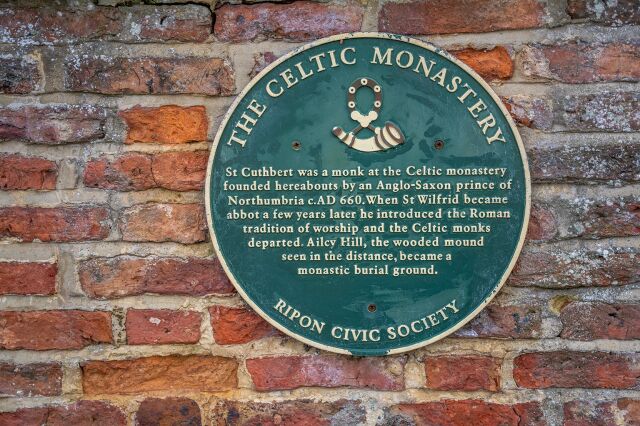 THE CELTIC MONASTERY
St Cuthbert was a monk at the Celtic monastery
founded hereabouts by an Anglo-Saxon prince of
Northumbria c.AD 660. When St Wilfrid became
abbot a few years later he introduced the Roman
tradition of worship and the Celtic monks
departed. Ailcy Hill, the wooded mound
seen in the distance, became a
monastic burial ground.
RIPON CIVIC SOCIETY